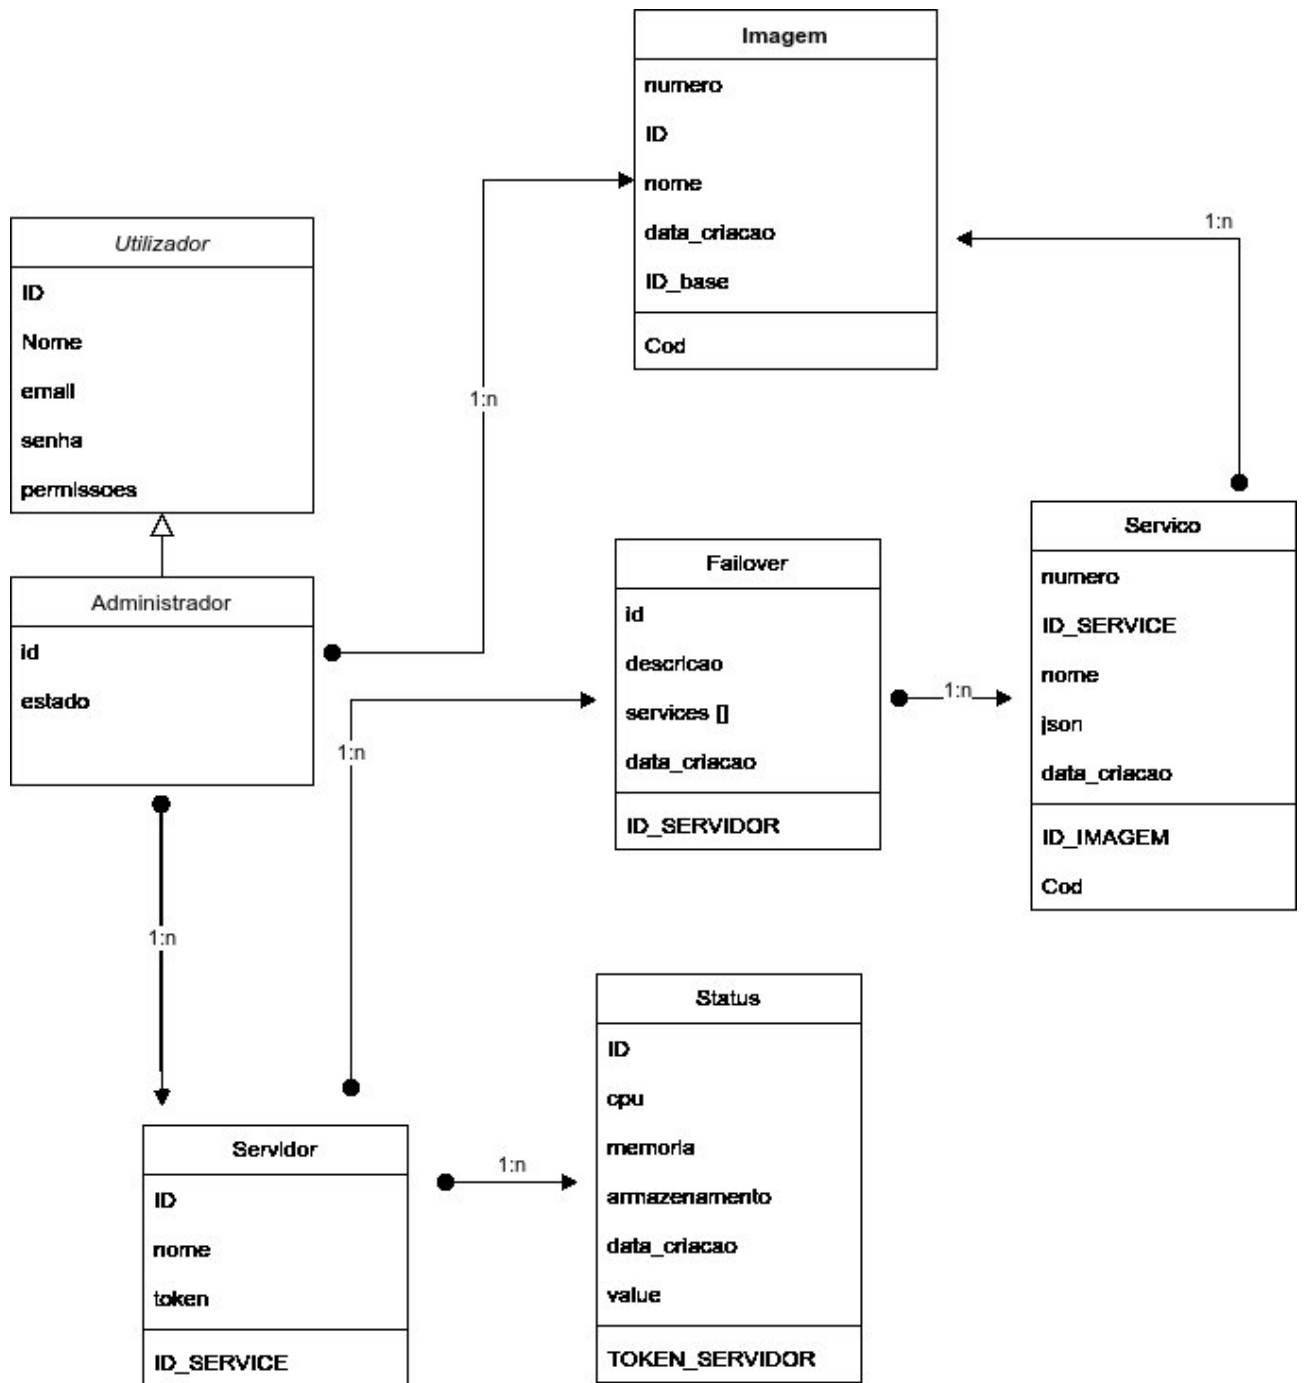 Imagem
numero
ID
nome
data_criacao
ID_base
Cod
1:n
1:n
Utilizador
ID
Nome
email
senha
permissoes
Administrador
id
estado
1:n
1:n
Failover
id
descricao
services []
data_criacao
ID_SERVIDOR
1:n
Servico
numero
ID_SERVICE
nome
json
data_criacao
ID_IMAGEM
Cod
Servidor
ID
nome
token
ID_SERVICE
1:n
Status
ID
cpu
memoria
armazenamento
data_criacao
value
TOKEN_SERVIDOR